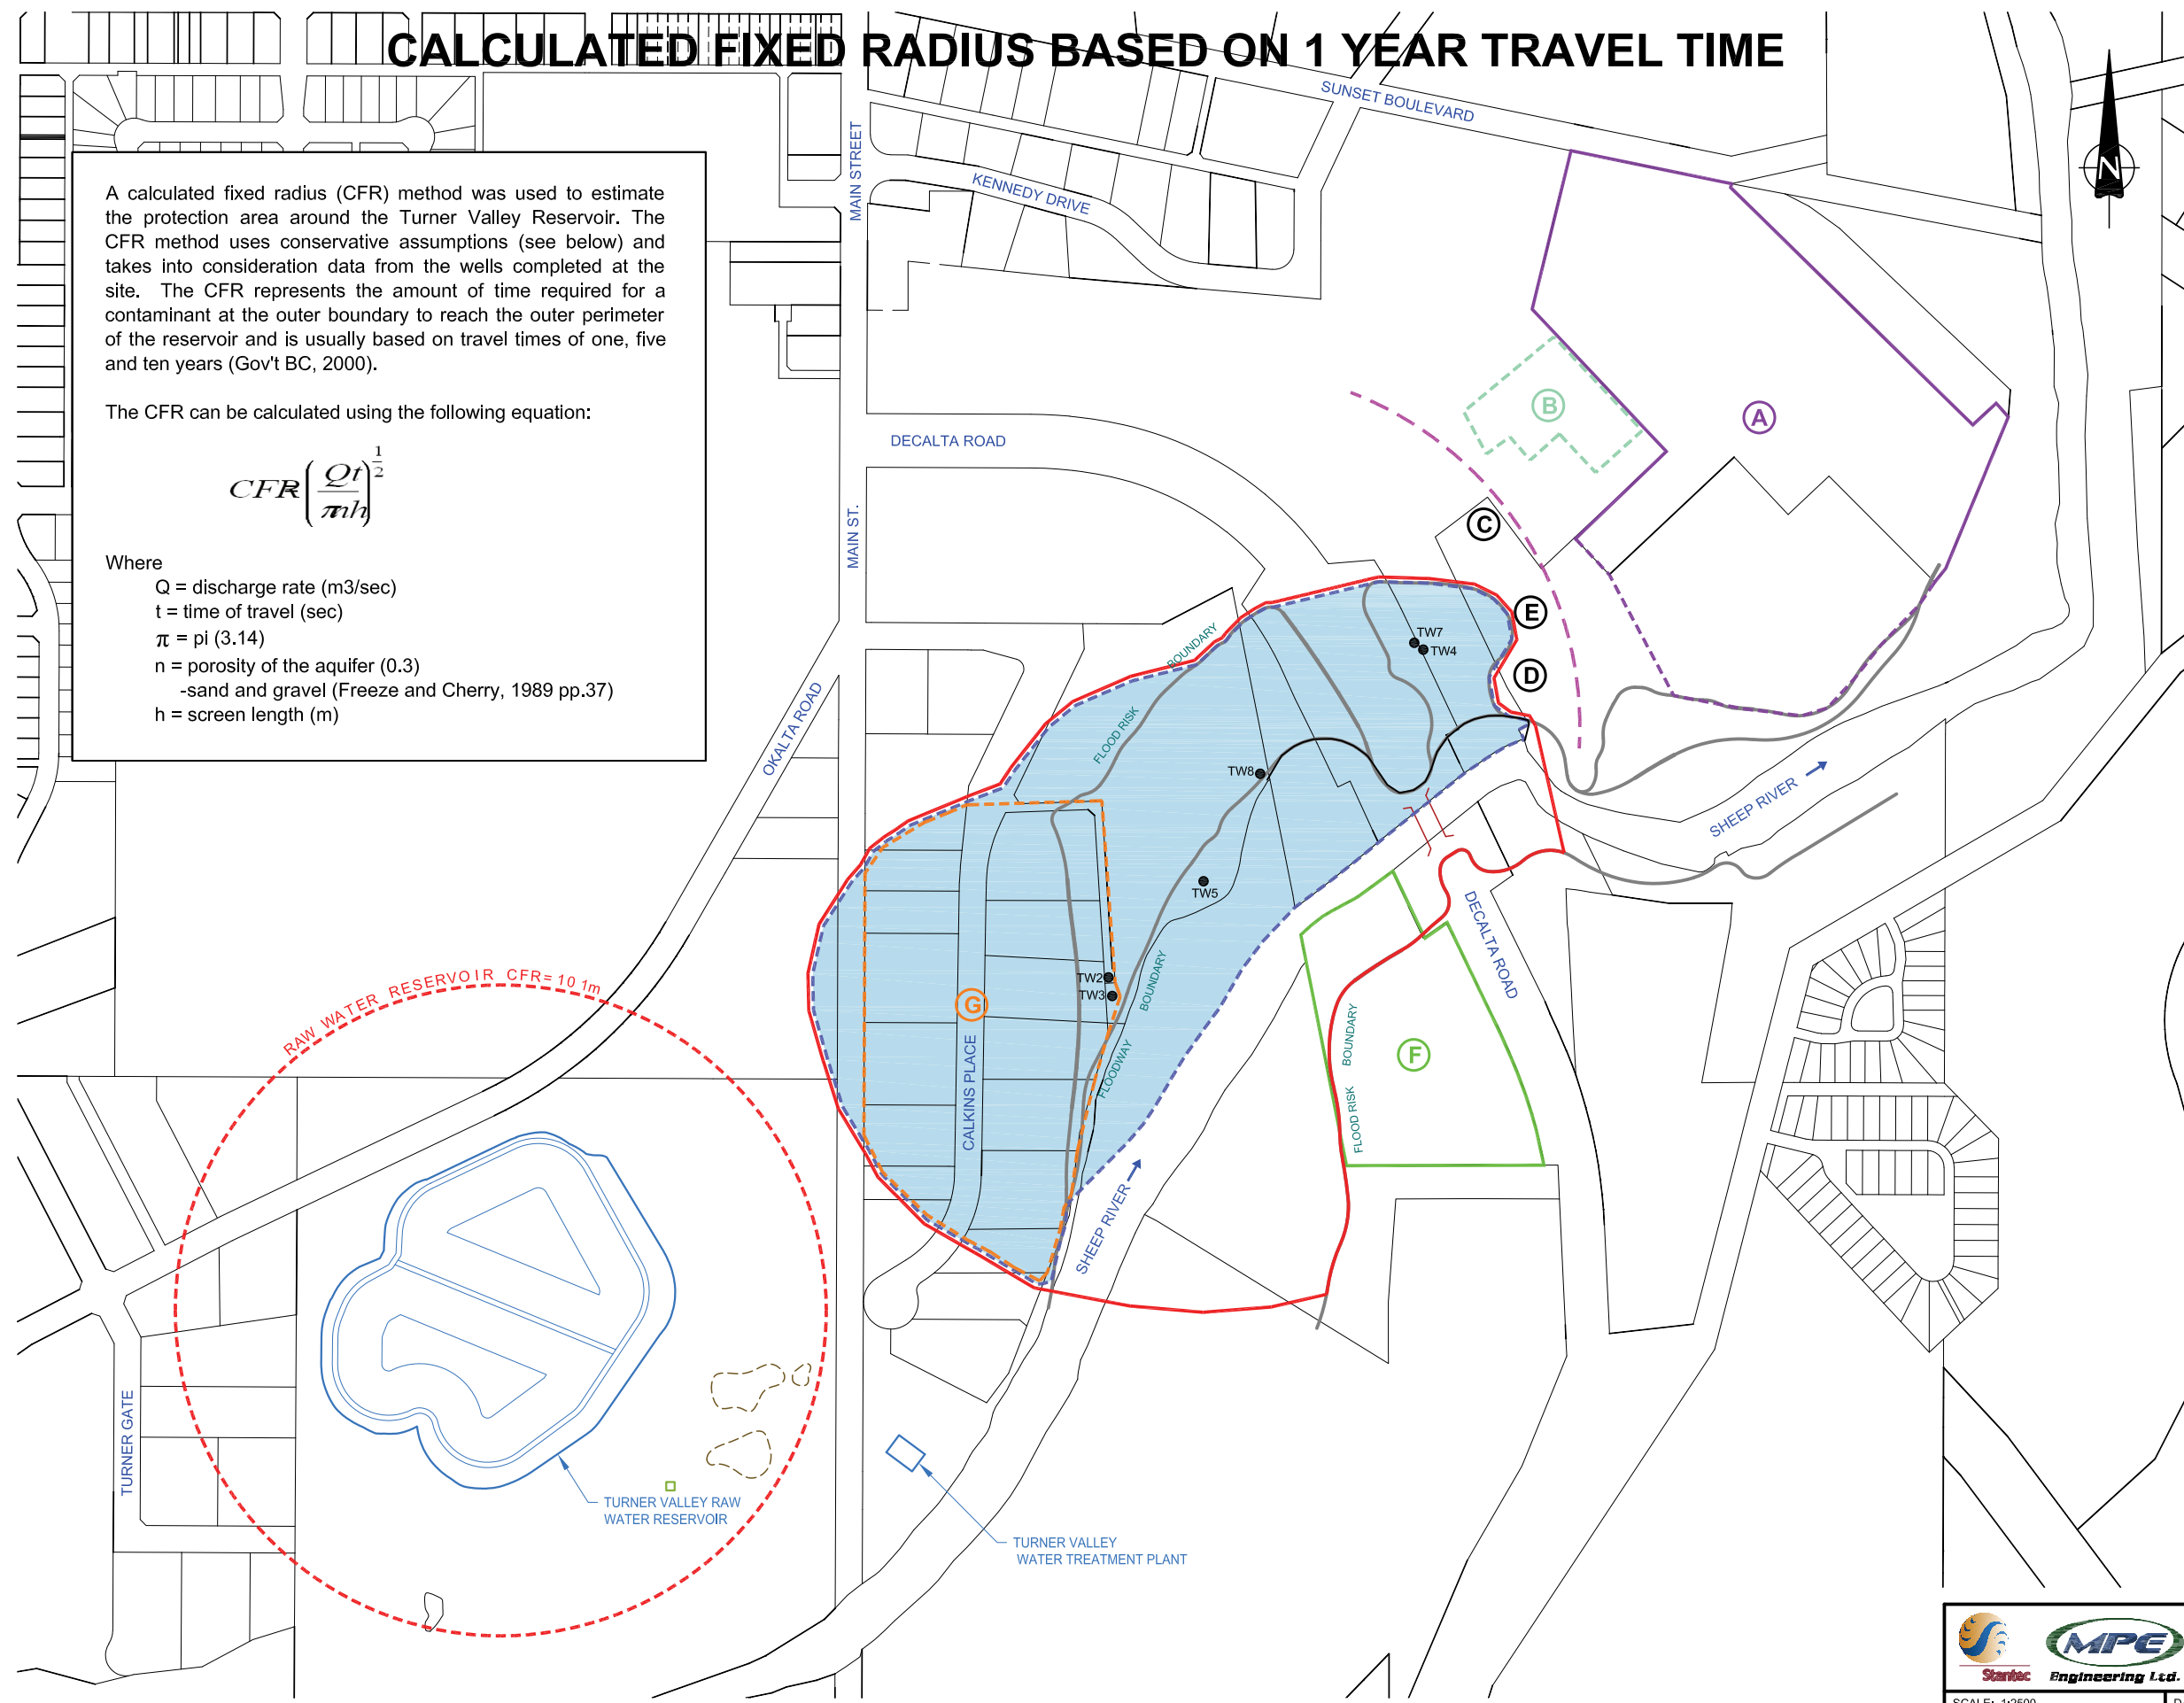 CALCULATED FIXED RADIUS BASED ON 1 YEAR TRAVEL TIME
A calculated fixed radius (CFR) method was used to estimate
the protection area around the Turner Valley Reservoir. The
CFR method uses conservative assumptions (see below) and
takes into consideration data from the wells completed at the
site. The CFR represents the amount of time required for a
contaminant at the outer boundary to reach the outer perimeter
of the reservoir and is usually based on travel times of one, five
and ten years (Gov't BC, 2000).
The CFR can be calculated using the following equation:
CFR=(Qt/πnh)^1/2
Where
Q = discharge rate (m3/sec)
t = time of travel (sec)
π = pi (3.14)
n = porosity of the aquifer (0.3)
-sand and gravel (Freeze and Cherry, 1989 pp.37)
h = screen length (m)
MAIN STREET
SUNSET BOULEVARD
KENNEDY DRIVE
N
DECALTA ROAD
MAIN ST.
OKALTA ROAD
A
B
C
E
D
TW7
TW4
BOUNDARY
FLOOD RISK
TW8
TW5
SHEEP RIVER
TW2
TW3
BOUNDARY
FLOODWAY
G
CALKINS PLACE
DECALTA ROAD
BOUNDARY
FLOOD RISK
F
SHEEP RIVER
RAW WATER RESERVOIR CFR=101m
TURNER GATE
TURNER VALLEY RAW
WATER RESERVOIR
TURNER VALLEY
WATER TREATMENT PLANT
Stantec
MPE
Engineering Ltd.
SCALE: 1:2500